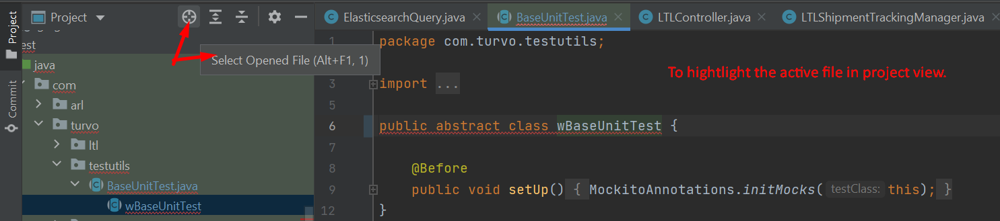 Project
ElasticsearchQuery.java
BaseUnitTest.java
LTLController.java
LTLShipmentTrackingManager.java
Project
Commit
est
java
com
arl
turvo
ltl
testutils
BaseUnitTest.java
wBaseUnitTest
Select Opened File (Alt+F1, 1)
To hightlight the active file in project view.
1 package com.turvo.testutils;
3 import ...
5
6 public abstract class wBaseUnitTest {
7
8 @Before
9 public void setUp() { MockitoAnnotations.initMocks( testClass: this); }
12 }